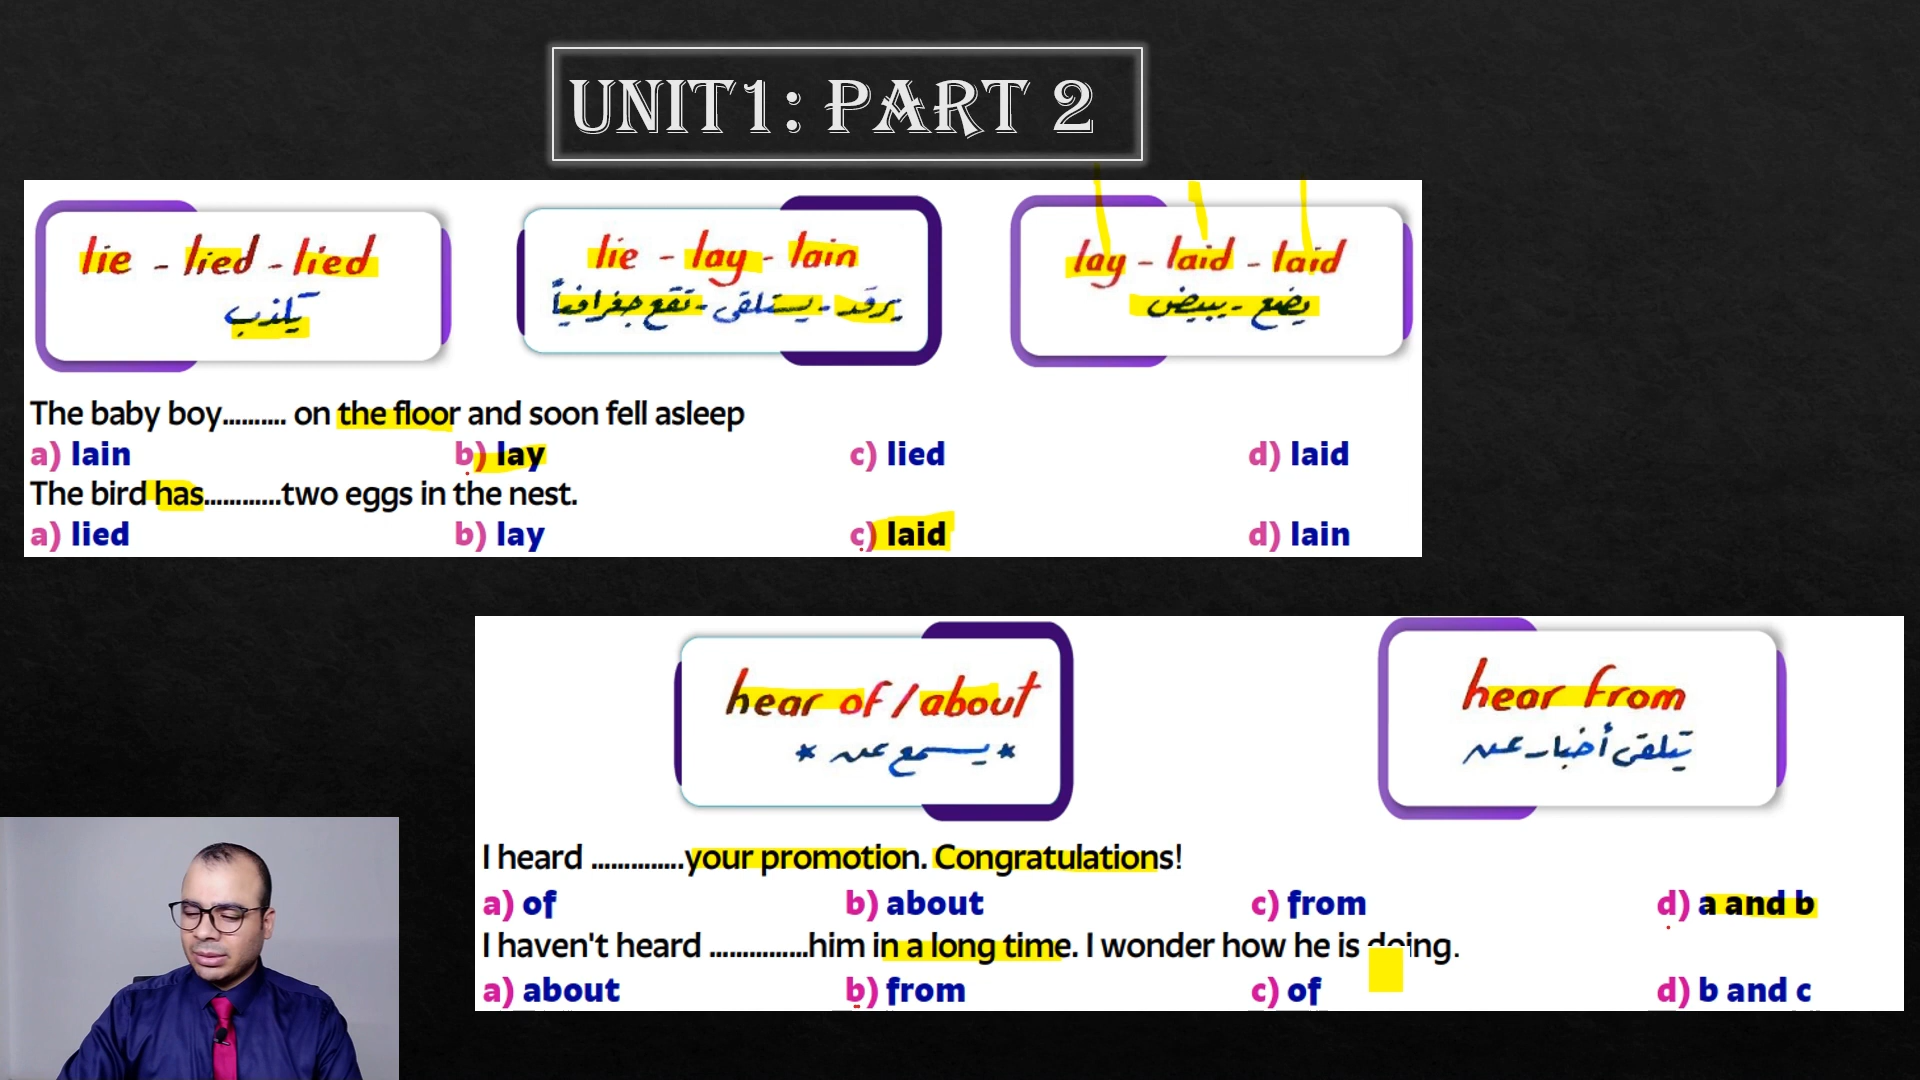 UNIT1: PART 2
lie - lied - lied
يكذب
lie - lay - lain
يرقد - يستلقى - تقع جغرافياً
lay - laid - laid
يضع - يبيض
The baby boy.......... on the floor and soon fell asleep
a) lain b) lay c) lied d) laid
The bird has............two eggs in the nest.
a) lied b) lay c) laid d) lain
hear of / about
* يسمع عن *
hear from
يتلقى أخبار عن
I heard ..............your promotion. Congratulations!
a) of b) about c) from d) a and b
I haven't heard ...............him in a long time. I wonder how he is doing.
a) about b) from c) of d) b and c